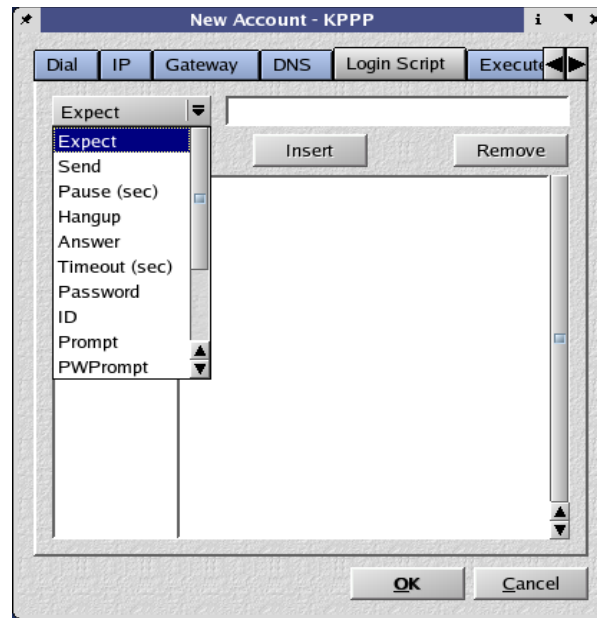 New Account - KPPP
Dial IP Gateway DNS Login Script Execute
Expect
Expect
Insert Remove
Send
Pause (sec)
Hangup
Answer
Timeout (sec)
Password
ID
Prompt
PWPrompt
OK Cancel